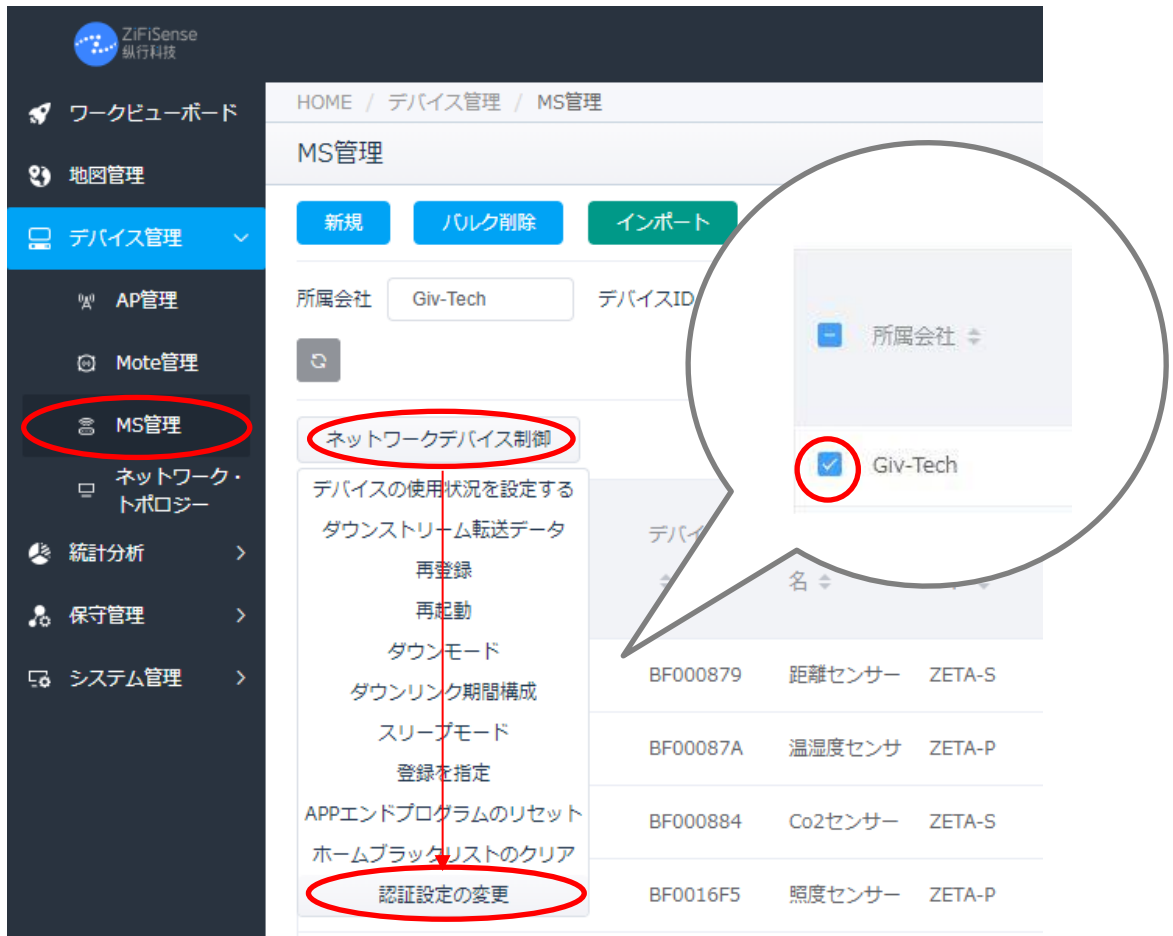 ZiFiSense
纵行科技
ワークビューボード
地図管理
デバイス管理
AP管理
Mote管理
MS管理
ネットワーク・
トポロジー
統計分析
保守管理
システム管理
HOME / デバイス管理 / MS管理
MS管理
新規 バルク削除 インポート
所属会社 Giv-Tech デバイスID
ネットワークデバイス制御
デバイスの使用状況を設定する
ダウンストリーム転送データ
再登録
再起動
ダウンモード
ダウンリンク期間構成
スリープモード
登録を指定
APPエンドプログラムのリセット
ホームブラックリストのクリア
認証設定の変更
所属会社
Giv-Tech
デバイ
名
BF000879 距離センサー ZETA-S
BF00087A 温湿度センサ ZETA-P
BF000884 Co2センサー ZETA-S
BF0016F5 照度センサー ZETA-P